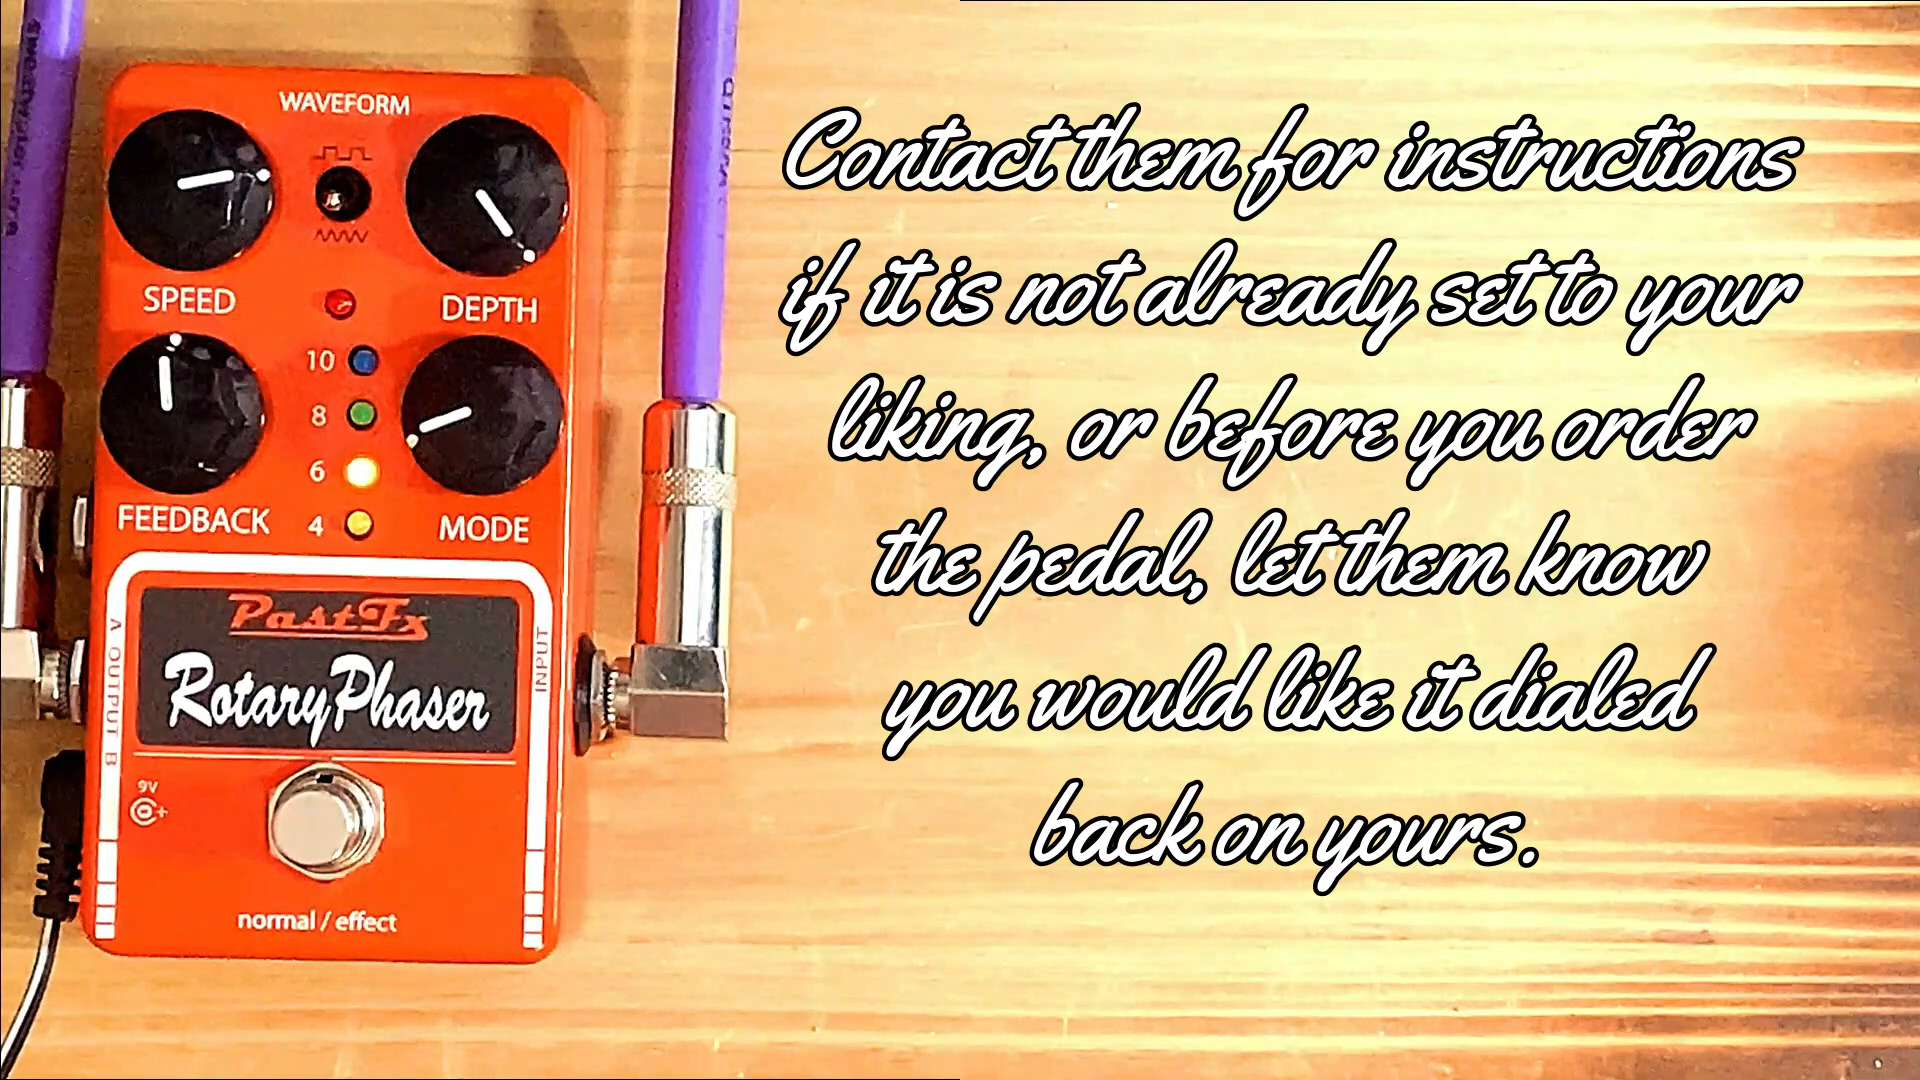 Contact them for instructions
if it is not already set to your
liking, or before you order
the pedal, let them know
you would like it dialed
back on yours.
WAVEFORM
SPEED
DEPTH
10
8
6
4
FEEDBACK
MODE
PastFx
RotaryPhaser
A OUTPUT B
INPUT
9V
normal / effect